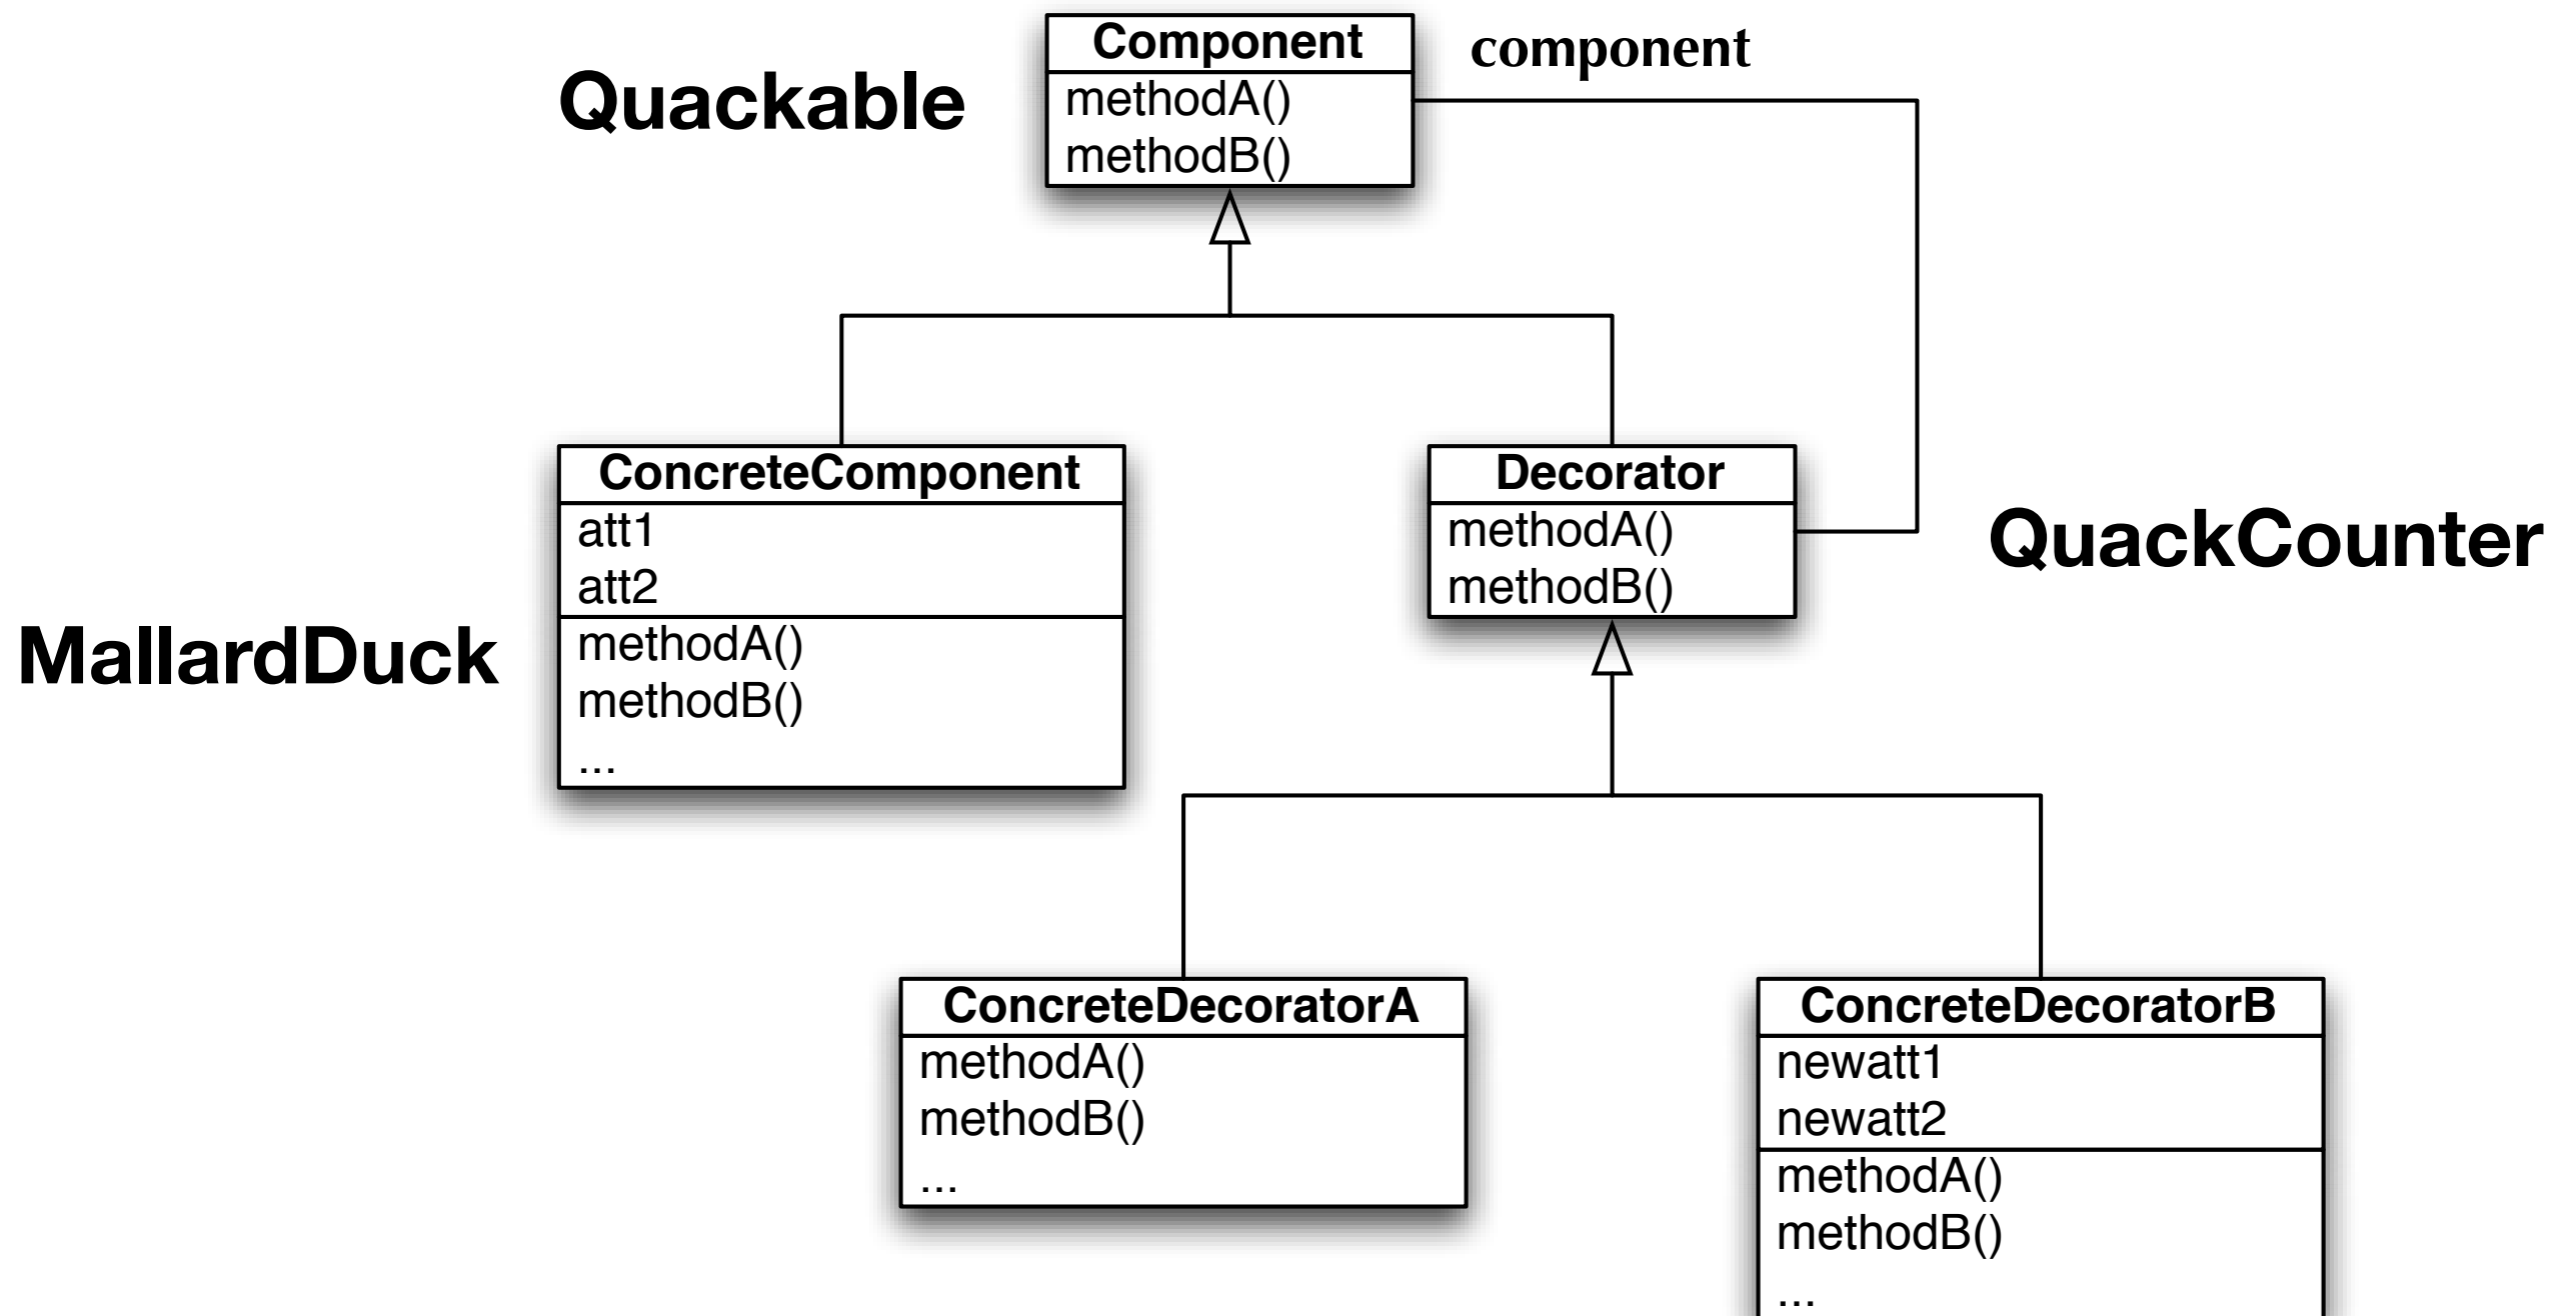 Component
methodA()
methodB()
component
Quackable
ConcreteComponent
att1
att2
methodA()
methodB()
...
MallardDuck
Decorator
methodA()
methodB()
QuackCounter
ConcreteDecoratorA
methodA()
methodB()
...
ConcreteDecoratorB
newatt1
newatt2
methodA()
methodB()
...